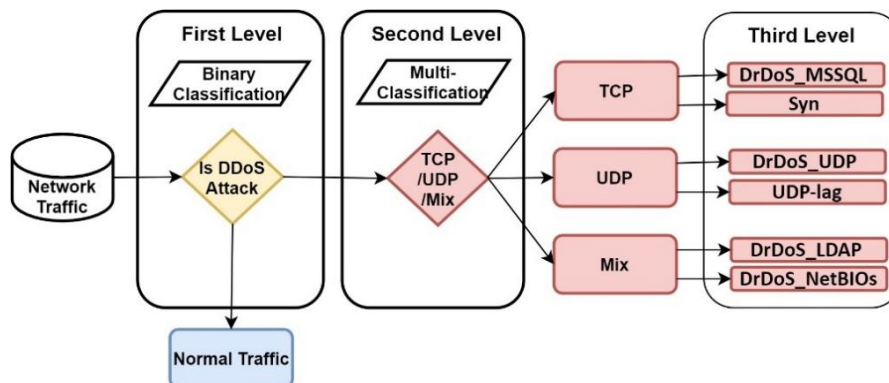 First Level
Second Level
Third Level
Binary
Classification
Multi-
Classification
Network
Traffic
Is DDoS
Attack
TCP
/UDP
/Mix
TCP
UDP
Mix
DrDoS_MSSQL
Syn
DrDoS_UDP
UDP-lag
DrDoS_LDAP
DrDoS_NetBIOs
Normal Traffic